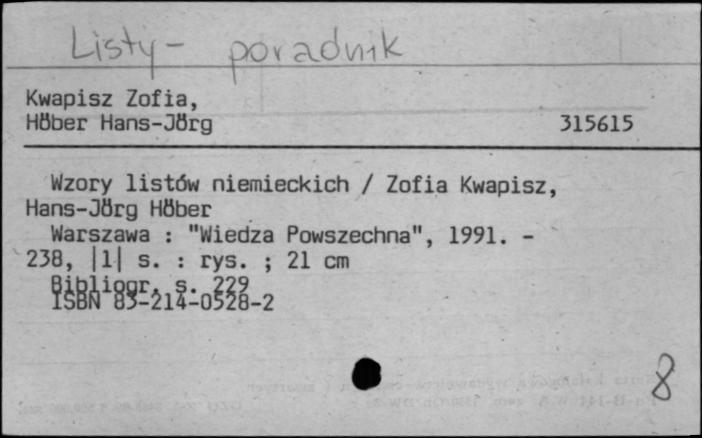 Listy - poradnik
Kwapisz Zofia,
Höber Hans-Jörg 315615
Wzory listów niemieckich / Zofia Kwapisz,
Hans-Jörg Höber
Warszawa : "Wiedza Powszechna", 1991. -
238, |1| s. : rys. ; 21 cm
Bibliogr. s. 229
ISBN 83-214-0528-2
8